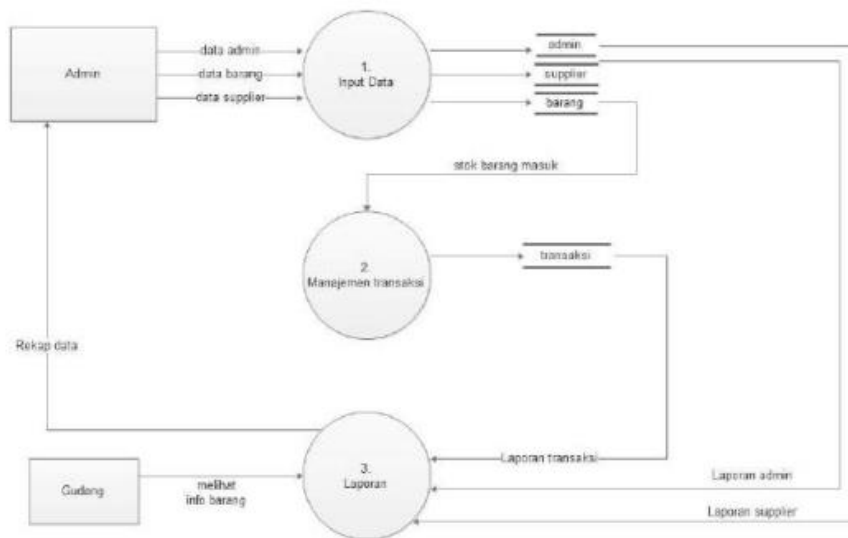 Admin
data admin
data barang
data supplier
1.
Input Data
admin
supplier
barang
stok barang masuk
2.
Manajemen transaksi
transaksi
Rekap data
Gudang
melihat
info barang
3.
Laporan
Laporan transaksi
Laporan admin
Laporan supplier